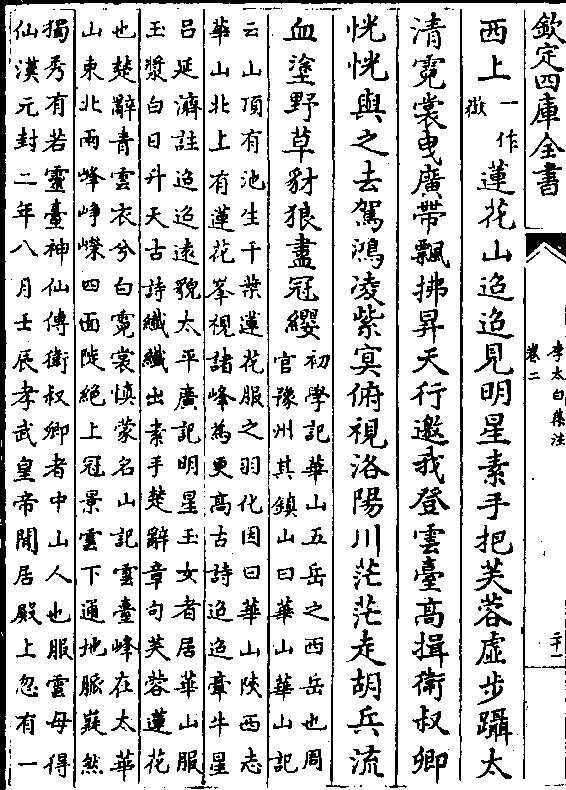 欽定四庫全書
李太白集注
卷二
二十一
西上一作嶽蓮花山迢迢見明星素手把芙蓉虛步躡太
清霓裳曳廣帶飄拂昇天行邀我登雲臺高揖衛叔卿
恍恍與之去駕鴻凌紫冥俯視洛陽川茫茫走胡兵流
血塗野草豺狼盡冠纓
初學記華山五岳之西岳也周
官豫州其鎮山曰華山華山記
云山頂有池生千葉蓮花服之羽化因曰華山陜西志
華山北上有蓮花峯視諸峰為更髙古詩迢迢牽牛星
呂延濟註迢迢遠貌太平廣記明星玉女者居華山服
玉漿白日升天古詩纖纖出素手楚辭章句芙蓉蓮花
也楚辭青雲衣兮白霓裳慎蒙名山記雲臺峰在太華
山東北兩峰崢嶸四面陡絕上冠景雲下通地脈嶷然
獨秀有若靈臺神仙傳衛叔卿者中山人也服雲母得
仙漢元封二年八月壬辰孝武皇帝閒居殿上忽有一